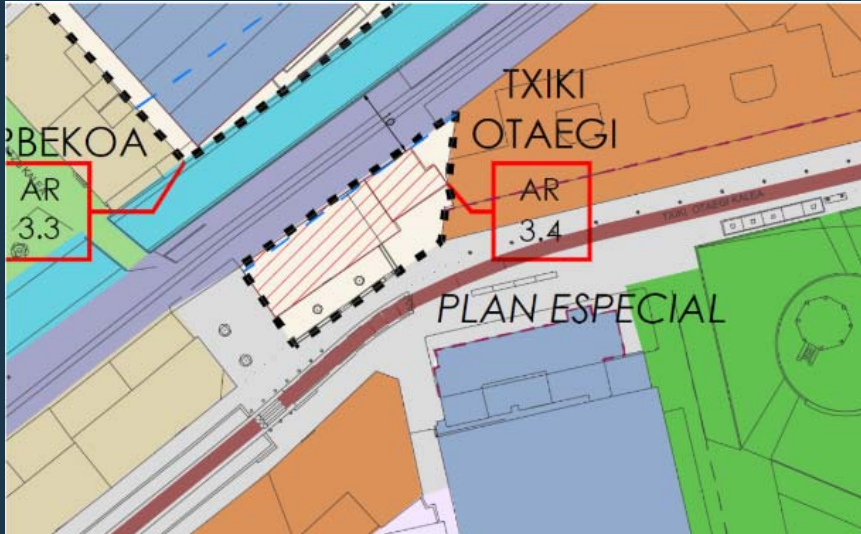 TXIKI
OTAEGI
RBEKOA
AR
3.3
AR
3.4
TXIKI OTAEGI KALEA
PLAN ESPECIAL